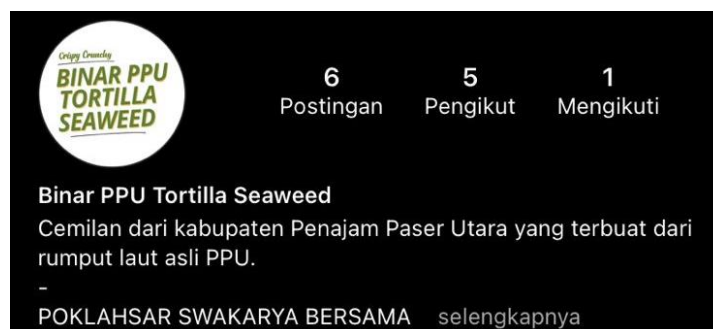 Crispy Crunchy
BINAR PPU
TORTILLA
SEAWEED
6 5 1
Postingan Pengikut Mengikuti
Binar PPU Tortilla Seaweed
Cemilan dari kabupaten Penajam Paser Utara yang terbuat dari
rumput laut asli PPU.
-
POKLAHSAR SWAKARYA BERSAMA selengkapnya